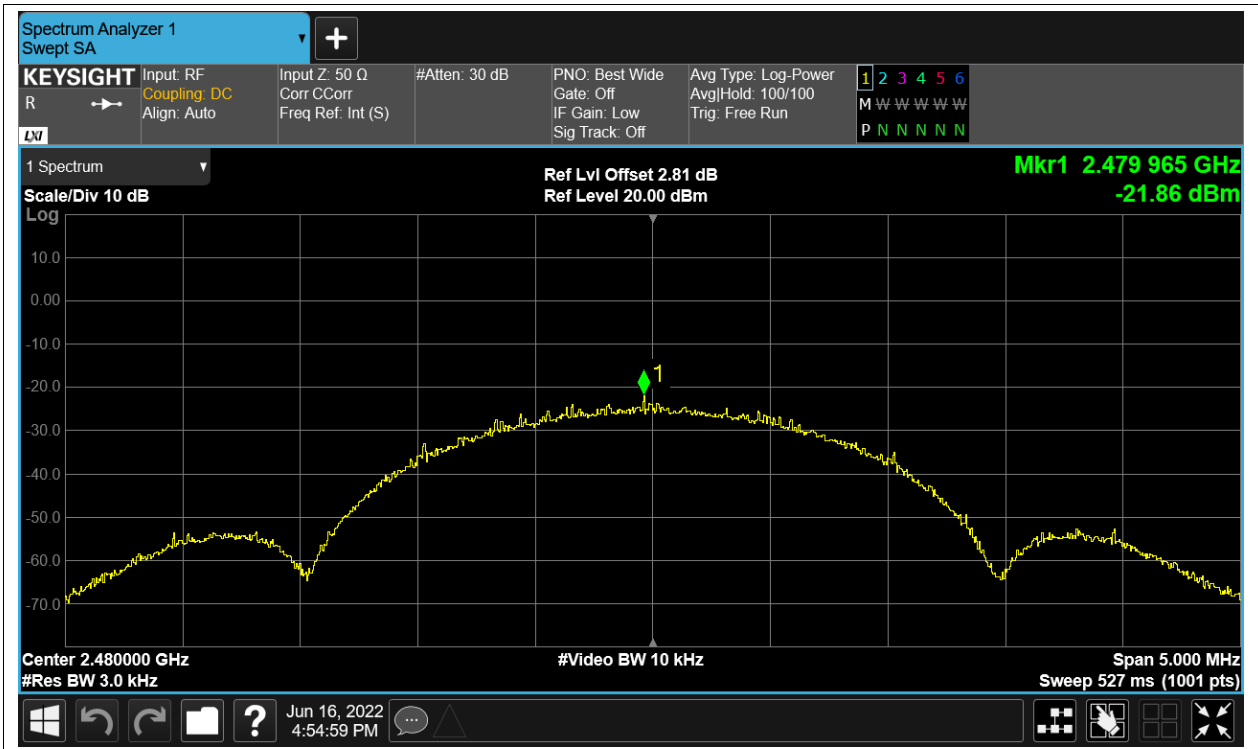 Spectrum Analyzer 1
Swept SA
KEYSIGHT Input: RF Input Z: 50 Ω #Atten: 30 dB PNO: Best Wide Avg Type: Log-Power 1 2 3 4 5 6
R Coupling: DC Corr CCorr Gate: Off Avg|Hold: 100/100 M W W W W W
Align: Auto Freq Ref: Int (S) IF Gain: Low Trig: Free Run
LXI Sig Track: Off P N N N N N
1 Spectrum Ref Lvl Offset 2.81 dB Mkr1 2.479 965 GHz
Scale/Div 10 dB Ref Level 20.00 dBm -21.86 dBm
Log
10.0
0.00
-10.0
1
-20.0
-30.0
-40.0
-50.0
-60.0
-70.0
Center 2.480000 GHz #Video BW 10 kHz Span 5.000 MHz
#Res BW 3.0 kHz Sweep 527 ms (1001 pts)
? Jun 16, 2022
4:54:59 PM